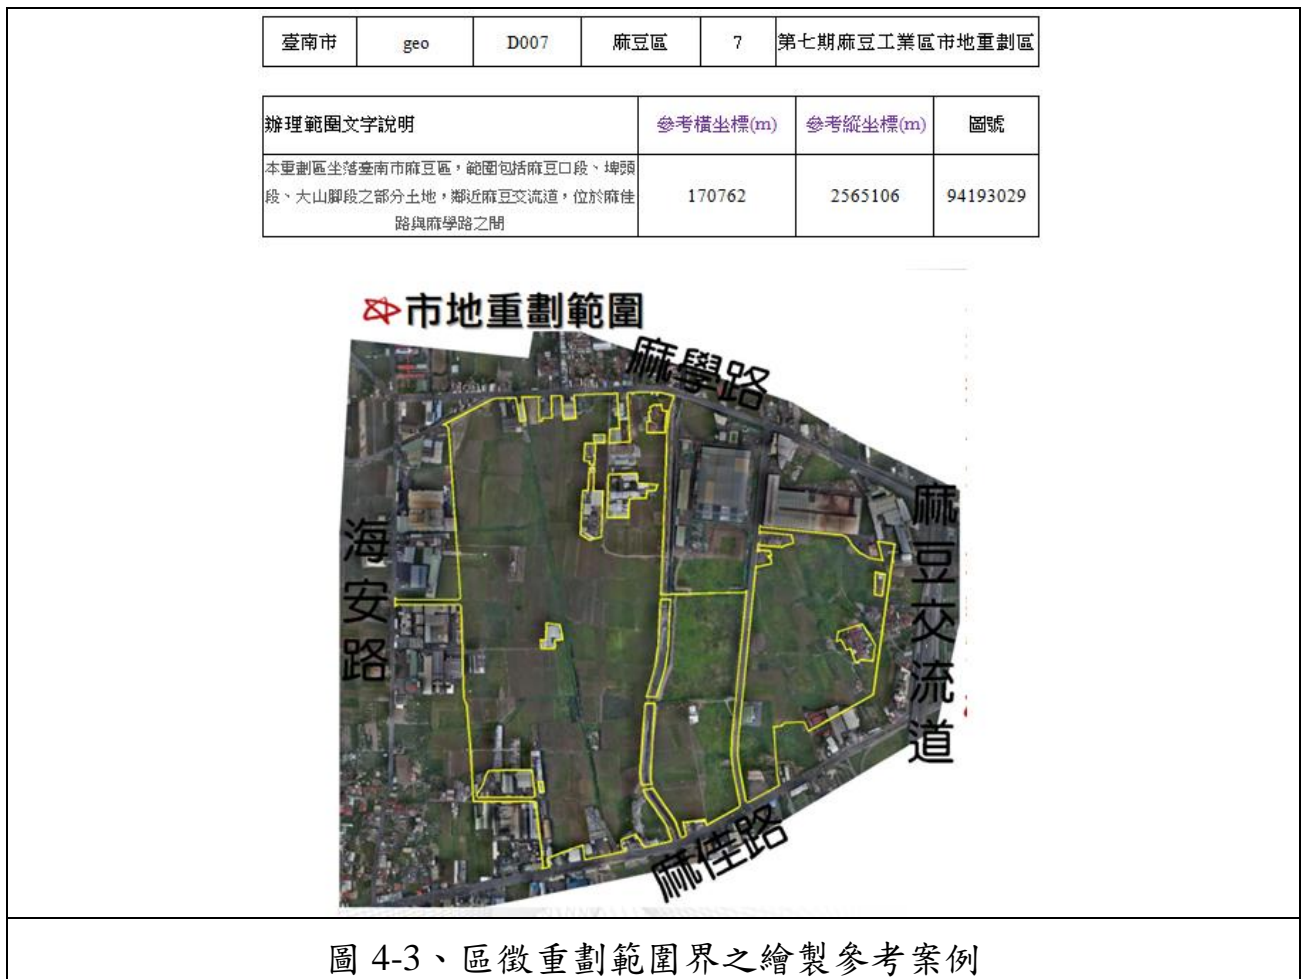 臺南市 geo D007 麻豆區 7 第七期麻豆工業區市地重劃區
辦理範圍文字說明 參考橫坐標(m) 參考縱坐標(m) 圖號
本重劃區坐落臺南市麻豆區，範圍包括麻豆口段、埤頭
段、大山腳段之部分土地，鄰近麻豆交流道，位於麻佳
路與麻學路之間
170762 2565106 94193029
市地重劃範圍
麻學路
海安路
麻豆交流道
麻佳路
圖 4-3、區徵重劃範圍界之繪製參考案例